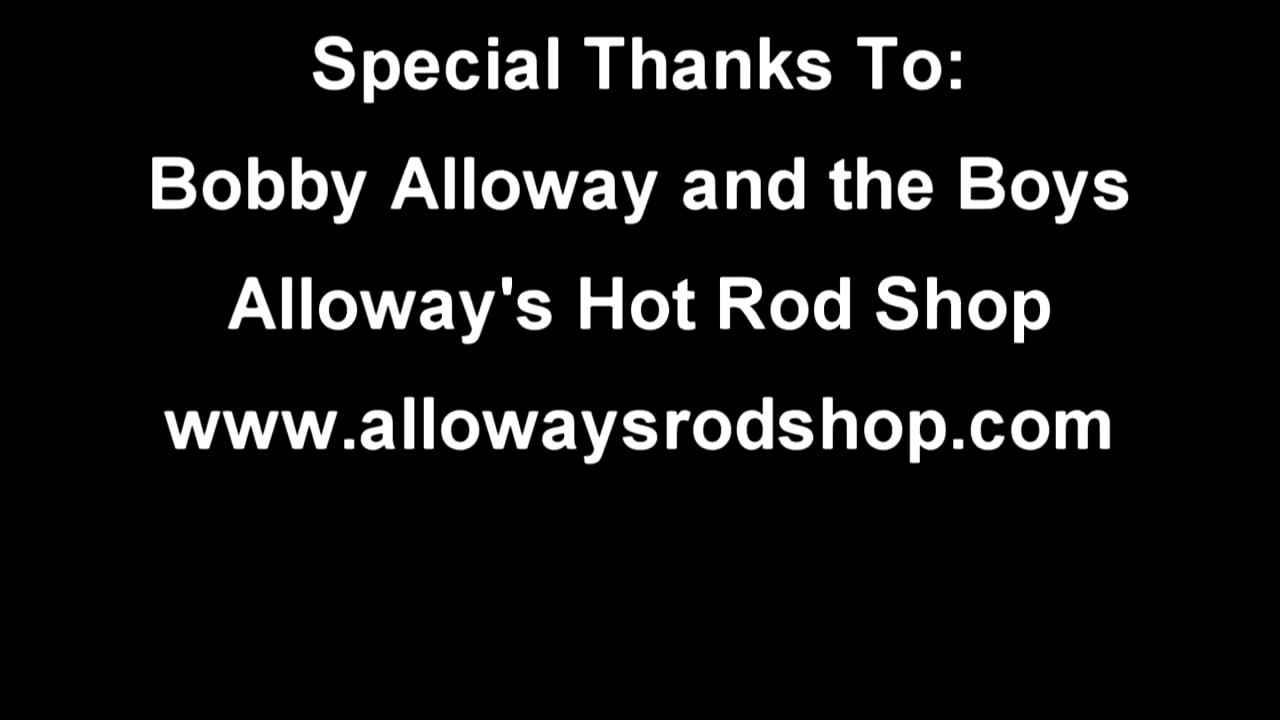 Special Thanks To:
Bobby Alloway and the Boys
Alloway's Hot Rod Shop
www.allowaysrodshop.com